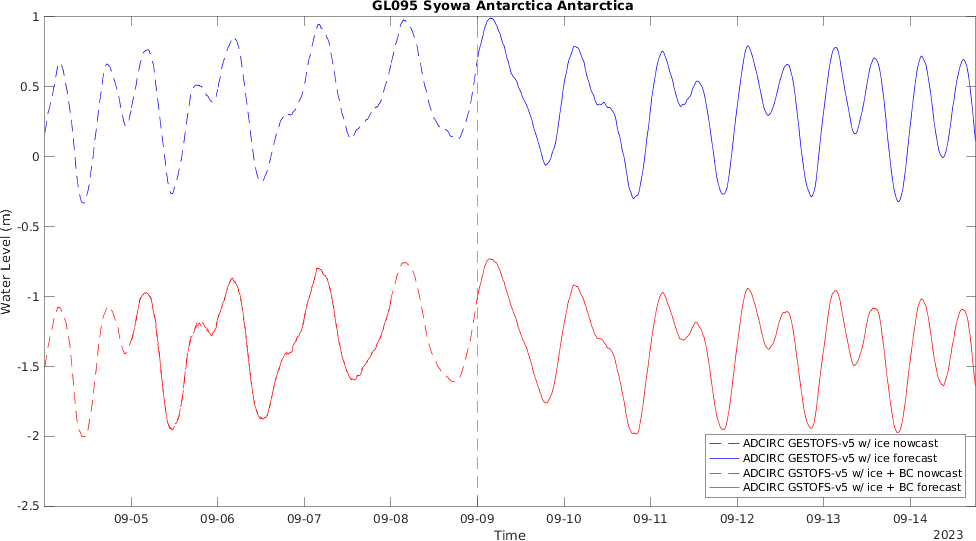 GL095 Syowa Antarctica Antarctica
1
0.5
0
-0.5
-1
-1.5
-2
-2.5
Water Level (m)
ADCIRC GESTOFS-v5 w/ ice nowcast
ADCIRC GESTOFS-v5 w/ ice forecast
ADCIRC GSTOFS-v5 w/ ice + BC nowcast
ADCIRC GSTOFS-v5 w/ ice + BC forecast
09-05 09-06 09-07 09-08 09-09 09-10 09-11 09-12 09-13 09-14
Time
2023